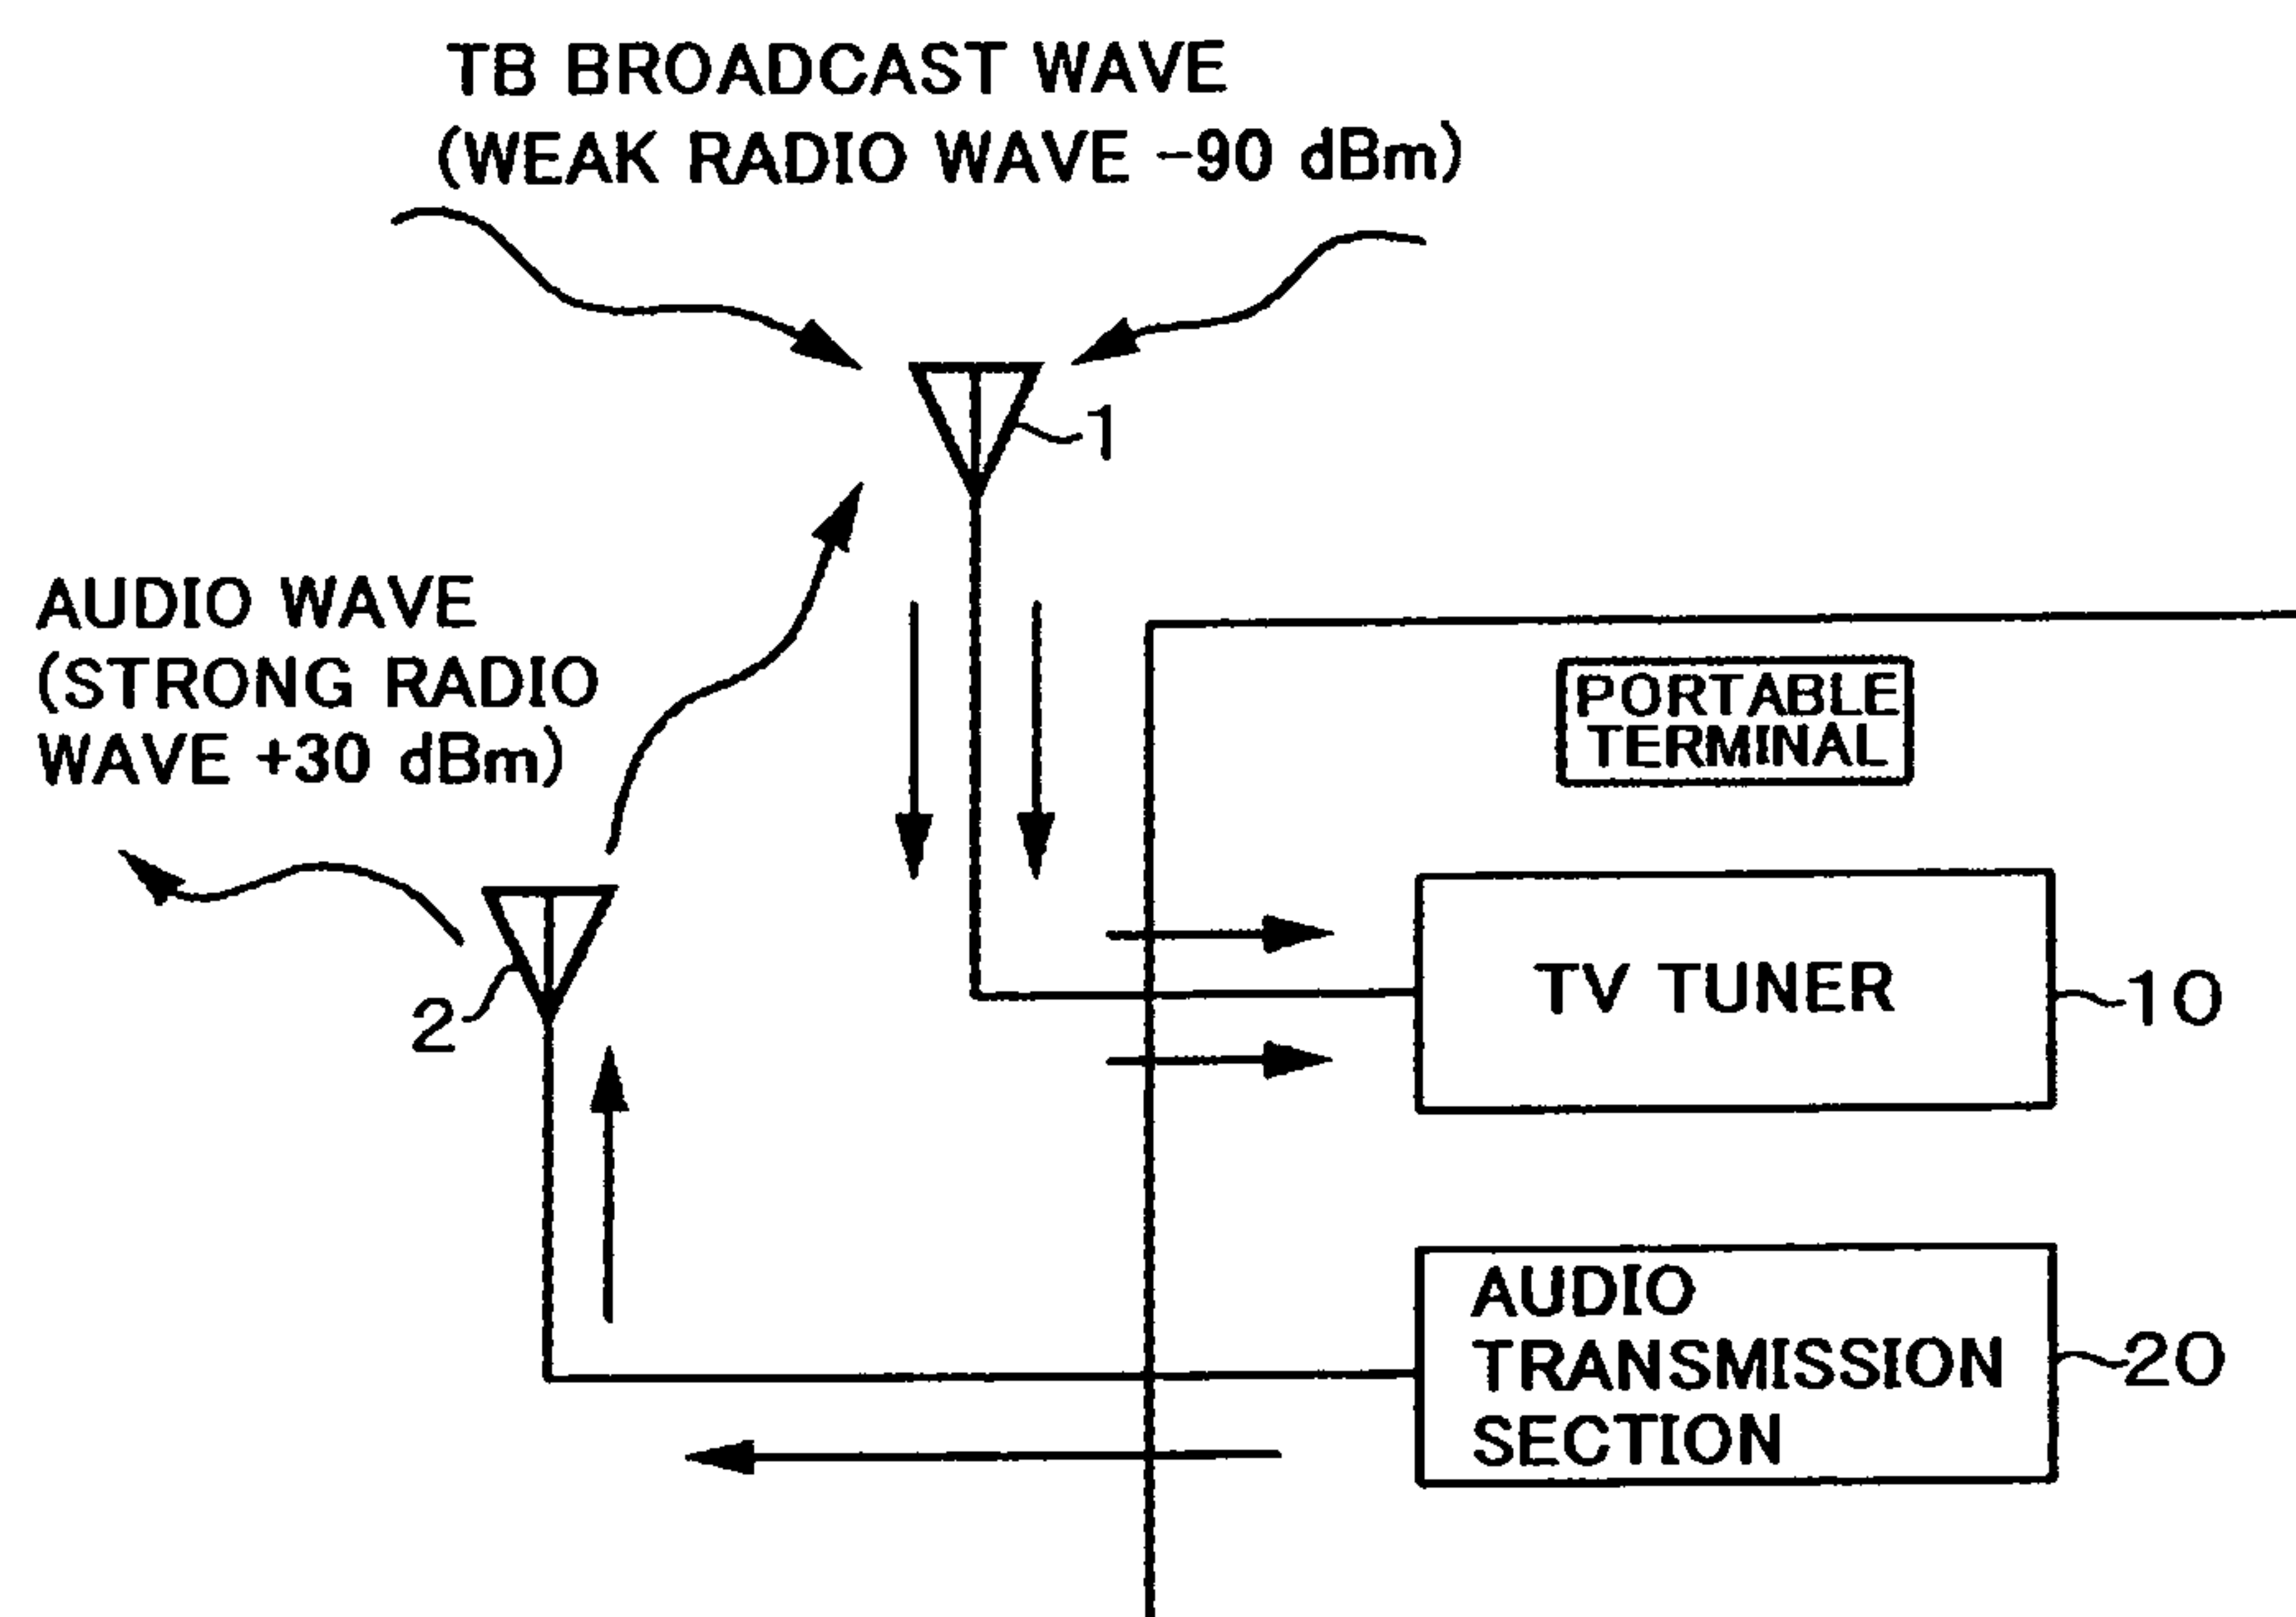 TB BROADCAST WAVE
(WEAK RADIO WAVE -90 dBm)
1
AUDIO WAVE
(STRONG RADIO
WAVE +30 dBm)
PORTABLE
TERMINAL
2
TV TUNER
10
AUDIO
TRANSMISSION
SECTION
20